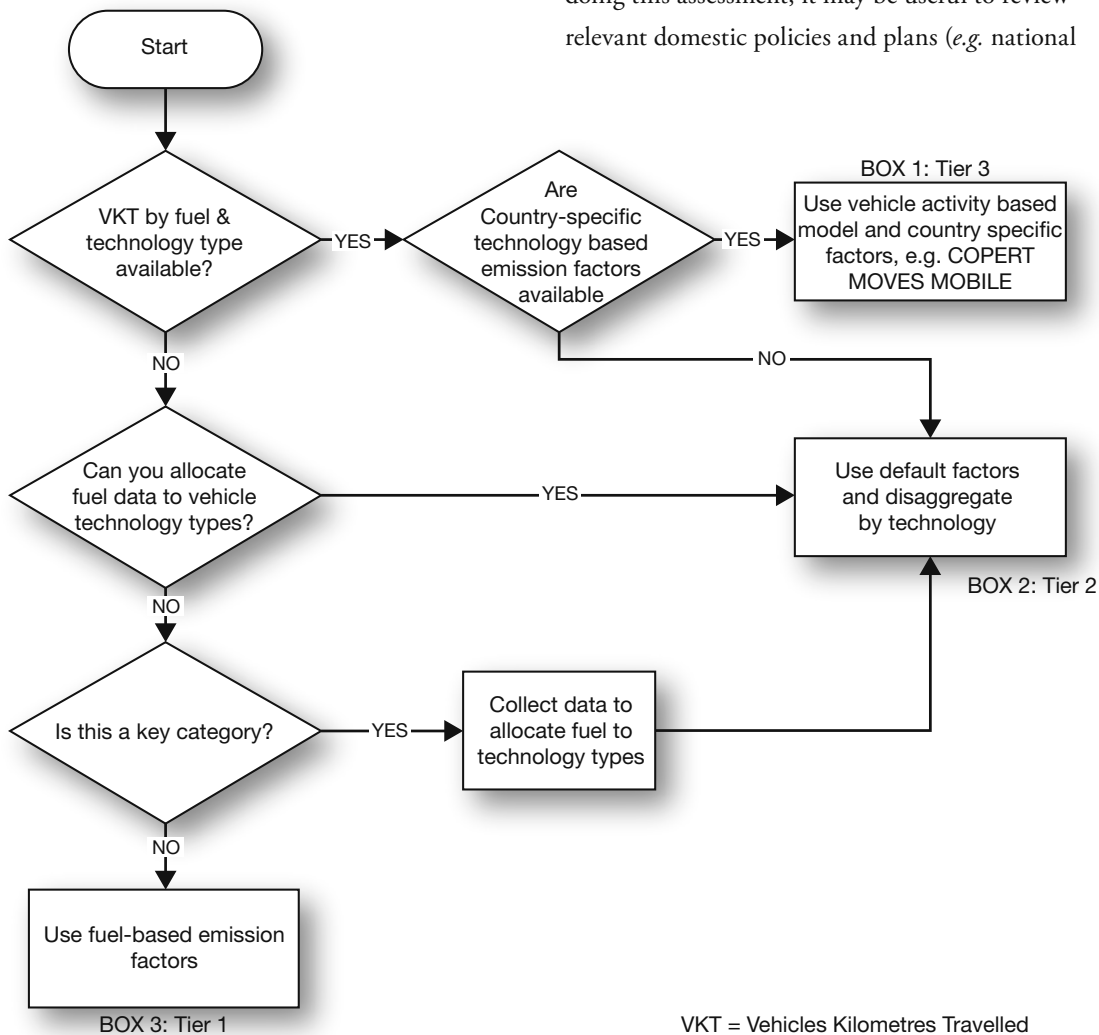 doing this assessment, it may be useful to review
relevant domestic policies and plans (e.g. national
Start
VKT by fuel &
technology type
available?
YES
Are
Country-specific
technology based
emission factors
available
YES
BOX 1: Tier 3
Use vehicle activity based
model and country specific
factors, e.g. COPERT
MOVES MOBILE
NO
NO
Can you allocate
fuel data to vehicle
technology types?
YES
Use default factors
and disaggregate
by technology
BOX 2: Tier 2
NO
Is this a key category?
YES
Collect data to
allocate fuel to
technology types
NO
Use fuel-based emission
factors
BOX 3: Tier 1
VKT = Vehicles Kilometres Travelled